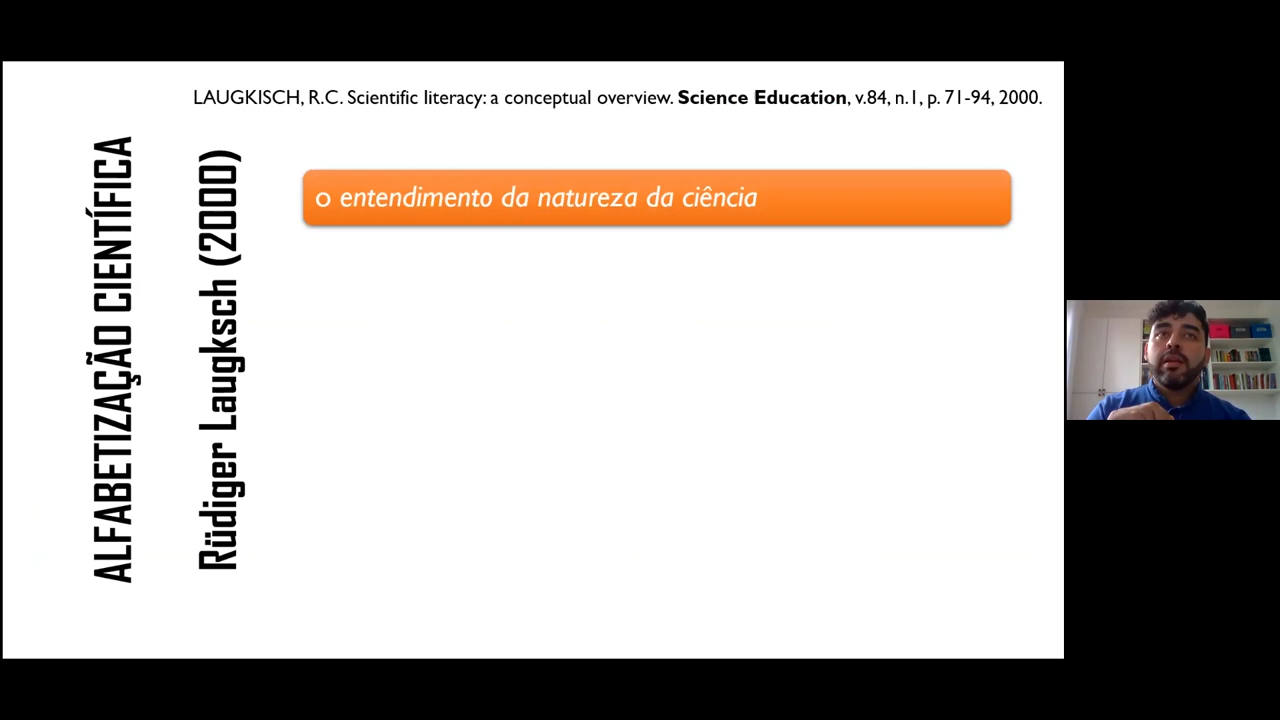 LAUGKISCH, R.C. Scientific literacy: a conceptual overview. Science Education, v.84, n.1, p. 71-94, 2000.
ALFABETIZAÇÃO CIENTÍFICA
Rüdiger Laugksch (2000)
o entendimento da natureza da ciência